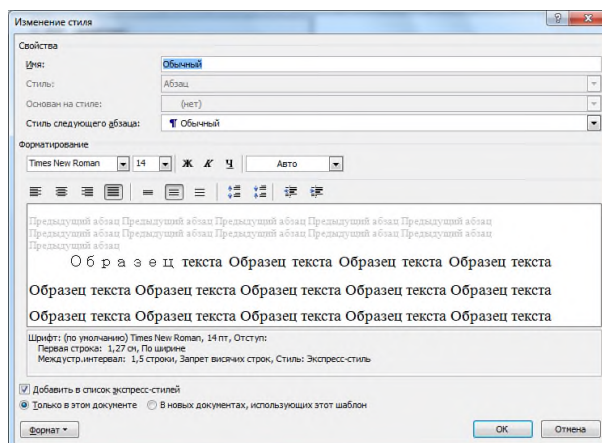 Изменение стиля
Свойства
Имя: Обычный
Стиль: Абзац
Основан на стиле: (нет)
Стиль следующего абзаца: ¶ Обычный
Форматирование
Times New Roman 14 Ж К Ч Авто
Предыдущий абзац Предыдущий абзац Предыдущий абзац Предыдущий абзац Предыдущий абзац
Предыдущий абзац Предыдущий абзац Предыдущий абзац Предыдущий абзац Предыдущий абзац
Предыдущий абзац
Образец текста Образец текста Образец текста Образец текста
Образец текста Образец текста Образец текста Образец текста Образец текста
Образец текста Образец текста Образец текста Образец текста Образец текста
Шрифт: (по умолчанию) Times New Roman, 14 пт, Отступ:
Первая строка: 1,27 см, По ширине
Междустр.интервал: 1,5 строки, Запрет висячих строк, Стиль: Экспресс-стиль
Добавить в список экспресс-стилей
Только в этом документе В новых документах, использующих этот шаблон
Формат ОК Отмена